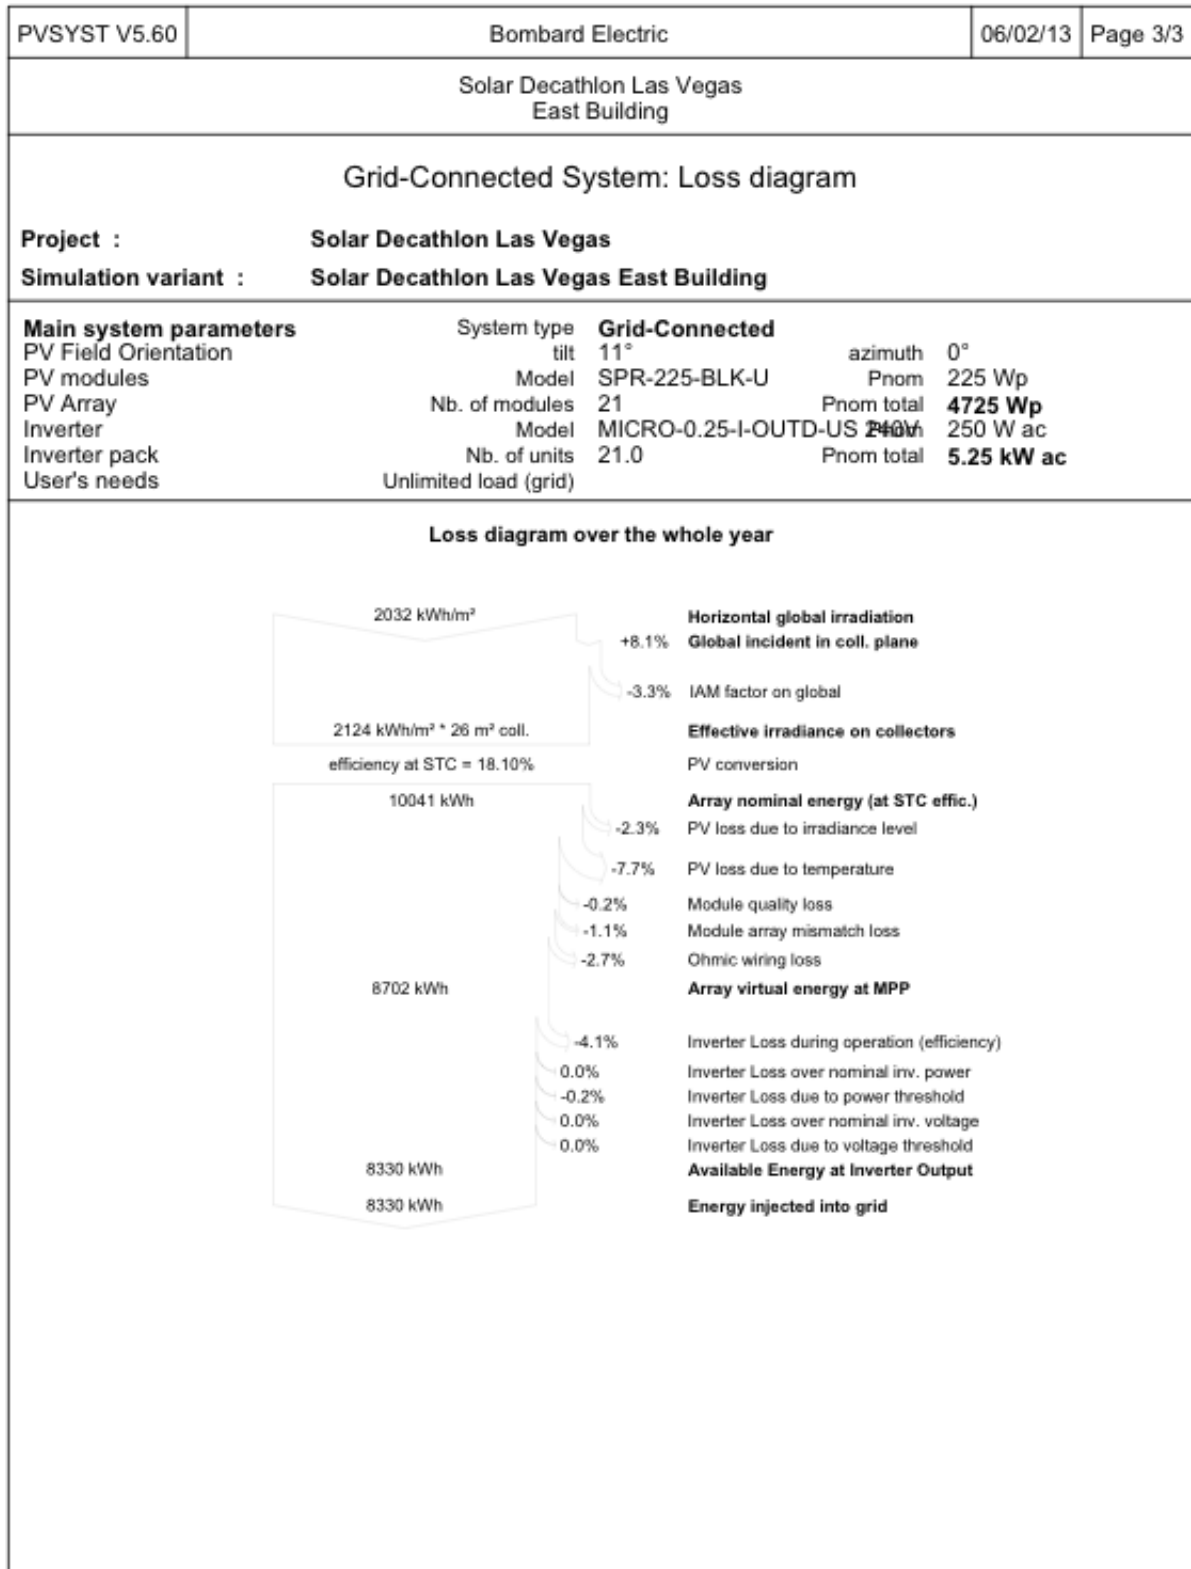 PVSYST V5.60 Bombard Electric 06/02/13 Page 3/3
Solar Decathlon Las Vegas
East Building
Grid-Connected System: Loss diagram
Project : Solar Decathlon Las Vegas
Simulation variant : Solar Decathlon Las Vegas East Building
Main system parameters System type Grid-Connected
PV Field Orientation tilt 11° azimuth 0°
PV modules Model SPR-225-BLK-U Pnom 225 Wp
PV Array Nb. of modules 21 Pnom total 4725 Wp
Inverter Model MICRO-0.25-I-OUTD-US 240V Pnom 250 W ac
Inverter pack Nb. of units 21.0 Pnom total 5.25 kW ac
User's needs Unlimited load (grid)
Loss diagram over the whole year
2032 kWh/m² Horizontal global irradiation
+8.1% Global incident in coll. plane
-3.3% IAM factor on global
2124 kWh/m² * 26 m² coll. Effective irradiance on collectors
efficiency at STC = 18.10% PV conversion
10041 kWh Array nominal energy (at STC effic.)
-2.3% PV loss due to irradiance level
-7.7% PV loss due to temperature
-0.2% Module quality loss
-1.1% Module array mismatch loss
-2.7% Ohmic wiring loss
8702 kWh Array virtual energy at MPP
-4.1% Inverter Loss during operation (efficiency)
0.0% Inverter Loss over nominal inv. power
-0.2% Inverter Loss due to power threshold
0.0% Inverter Loss over nominal inv. voltage
0.0% Inverter Loss due to voltage threshold
8330 kWh Available Energy at Inverter Output
8330 kWh Energy injected into grid